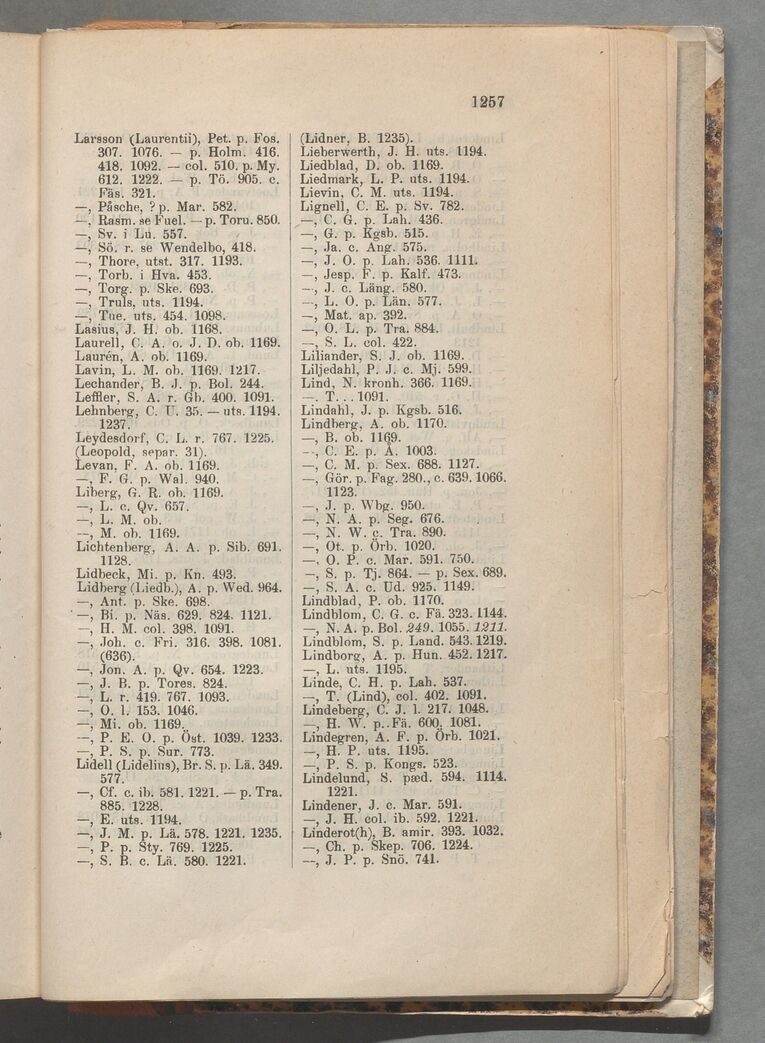 1257
Larsson (Laurentii), Pet. p. Fos.
307. 1076. — p. Holm. 416.
418. 1092. — col. 510. p. My.
612. 1222. — p. Tö. 905. c.
Fäs. 321.
—, Påsche, ? p. Mar. 582.
—, Rasm. se Fuel. — p. Toru. 850.
—, Sv. i Lu. 557.
—, Sö. r. se Wendelbo, 418.
—, Thore, utst. 317. 1193.
—, Torb. i Hva. 453.
—, Torg. p. Ske. 693.
—, Truls, uts. 1194.
—, Tue. uts. 454. 1098.
Lasius, J. H. ob. 1168.
Laurell, C. A. o. J. D. ob. 1169.
Laurén, A. ob. 1169.
Lavin, L. M. ob. 1169. 1217.
Lechander, B. J. p. Bol. 244.
Leffler, S. A. r. Gb. 400. 1091.
Lehnberg, C. U. 35. — uts. 1194.
1237.
Leydesdorf, C. L. r. 767. 1225.
(Leopold, separ. 31).
Levan, F. A. ob. 1169.
—, F. G. p. Wal. 940.
Liberg, G. R. ob. 1169.
—, L. c. Qv. 657.
—, L. M. ob.
—, M. ob. 1169.
Lichtenberg, A. A. p. Sib. 691.
1128.
Lidbeck, Mi. p. Kn. 493.
Lidberg (Liedb.), A. p. Wed. 964.
—, Ant. p. Ske. 698.
—, Bi. p. Näs. 629. 824. 1121.
—, H. M. col. 398. 1091.
—, Joh. c. Fri. 316. 398. 1081.
(636).
—, Jon. A. p. Qv. 654. 1223.
—, J. B. p. Tores. 824.
—, L. r. 419. 767. 1093.
—, O. l. 153. 1046.
—, Mi. ob. 1169.
—, P. E. O. p. Öst. 1039. 1233.
—, P. S. p. Sur. 773.
Lidell (Lidelius), Br. S. p. Lä. 349.
577.
—, Cf. c. ib. 581. 1221. — p. Tra.
885. 1228.
—, E. uts. 1194.
—, J. M. p. Lä. 578. 1221. 1235.
—, P. p. Sty. 769. 1225.
—, S. B. c. Lä. 580. 1221.
(Lidner, B. 1235).
Lieberwerth, J. H. uts. 1194.
Liedblad, D. ob. 1169.
Liedmark, L. P. uts. 1194.
Lievin, C. M. uts. 1194.
Lignell, C. E. p. Sv. 782.
—, C. G. p. Lah. 436.
—, G. p. Kgsb. 515.
—, Ja. c. Ang. 575.
—, J. O. p. Lah. 536. 1111.
—, Jesp. F. p. Kalf. 473.
—, J. c. Läng. 580.
—, L. O. p. Län. 577.
—, Mat. ap. 392.
—, O. L. p. Tra. 884.
—, S. L. col. 422.
Liliander, S. J. ob. 1169.
Liljedahl, P. J. c. Mj. 599.
Lind, N. kronh. 366. 1169.
—. T. . . 1091.
Lindahl, J. p. Kgsb. 516.
Lindberg, A. ob. 1170.
—, B. ob. 1169.
—, C. E. p. Å. 1003.
—, C. M. p. Sex. 688. 1127.
—, Gör. p. Fag. 280., c. 639. 1066.
1123.
—, J. p. Wbg. 950.
—, N. A. p. Seg. 676.
—, N. W. c. Tra. 890.
—, Ot. p. Örb. 1020.
—, O. P. c. Mar. 591. 750.
—, S. p. Tj. 864. — p. Sex. 689.
—, S. A. c. Ud. 925. 1149.
Lindblad, P. ob. 1170.
Lindblom, C. G. c. Fä. 323. 1144.
—, N. A. p. Bol. 249. 1055. 1211.
Lindblöm, S. p. Land. 543. 1219.
Lindborg, A. p. Hun. 452. 1217.
—, L. uts. 1195.
Linde, C. H. p. Lah. 537.
—, T. (Lind), col. 402. 1091.
Lindeberg, C. J. l. 217. 1048.
—, H. W. p. Fä. 600. 1081.
Lindegren, A. F. p. Örb. 1021.
—, H. P. uts. 1195.
—, P. S. p. Kongs. 523.
Lindelund, S. pæd. 594. 1114.
1221.
Lindener, J. c. Mar. 591.
—, J. H. col. ib. 592. 1221.
Linderot(h), B. amir. 393. 1032.
—, Ch. p. Skep. 706. 1224.
—, J. P. p. Snö. 741.